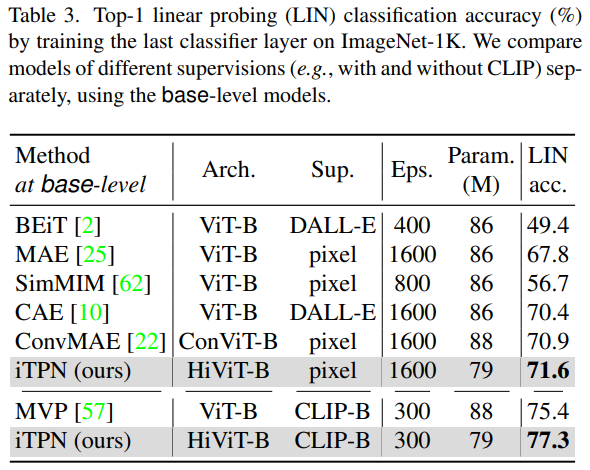 Table 3. Top-1 linear probing (LIN) classification accuracy (%)
by training the last classifier layer on ImageNet-1K. We compare
models of different supervisions (e.g., with and without CLIP) sep-
arately, using the base-level models.
Method at base-level | Arch. | Sup. | Eps. | Param. (M) | LIN acc.
BEiT [2] | ViT-B | DALL-E | 400 | 86 | 49.4
MAE [25] | ViT-B | pixel | 1600 | 86 | 67.8
SimMIM [62] | ViT-B | pixel | 800 | 86 | 56.7
CAE [10] | ViT-B | DALL-E | 1600 | 86 | 70.4
ConvMAE [22] | ConViT-B | pixel | 1600 | 88 | 70.9
iTPN (ours) | HiViT-B | pixel | 1600 | 79 | 71.6
MVP [57] | ViT-B | CLIP-B | 300 | 88 | 75.4
iTPN (ours) | HiViT-B | CLIP-B | 300 | 79 | 77.3